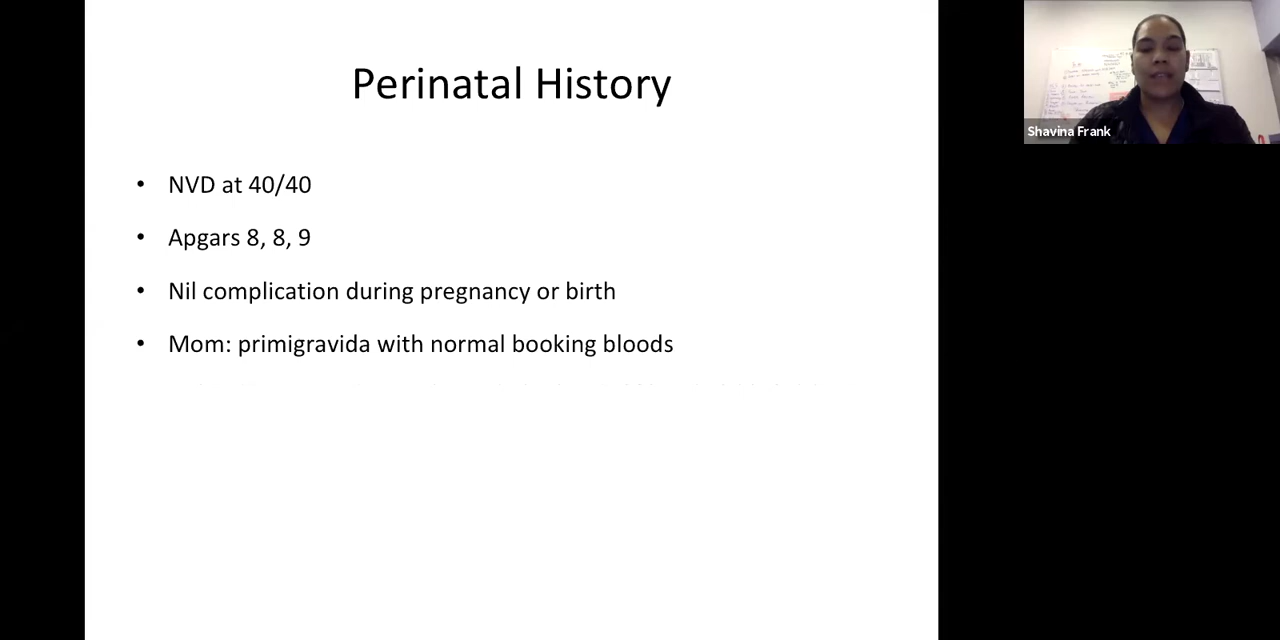 Perinatal History
• NVD at 40/40
• Apgars 8, 8, 9
• Nil complication during pregnancy or birth
• Mom: primigravida with normal booking bloods
Shavina Frank